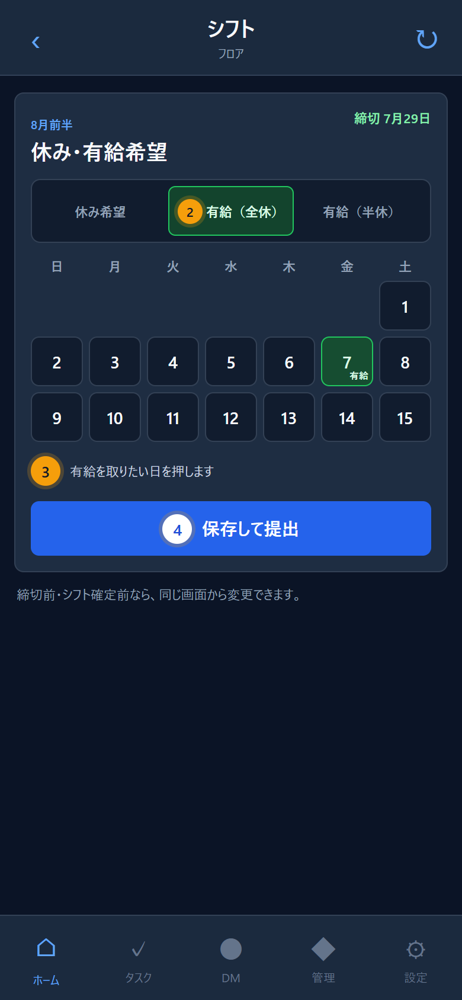 シフト
フロア
8月前半
締切 7月29日
休み・有給希望
休み希望
2 有給（全休）
有給（半休）
日 月 火 水 木 金 土
1
2 3 4 5 6 7 有給 8
9 10 11 12 13 14 15
3 有給を取りたい日を押します
4 保存して提出
締切前・シフト確定前なら、同じ画面から変更できます。
ホーム タスク DM 管理 設定